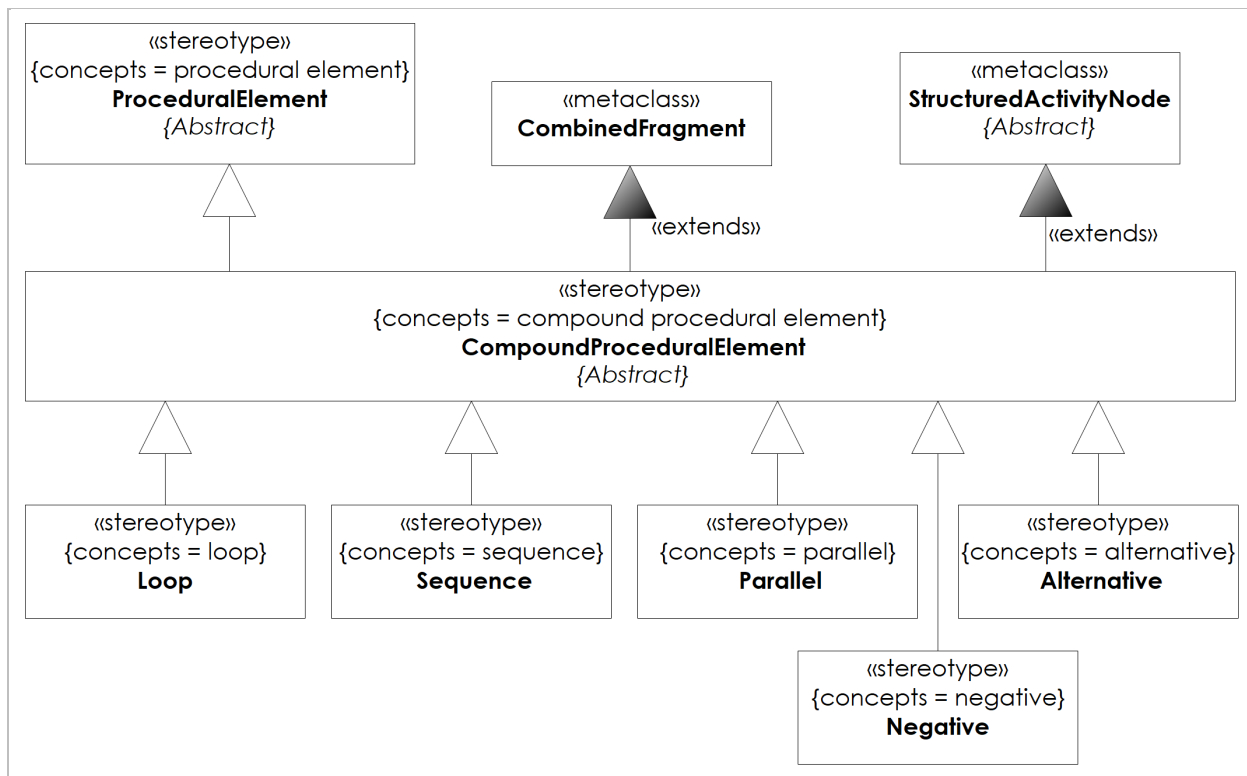 «stereotype»
{concepts = procedural element}
ProceduralElement
{Abstract}
«metaclass»
CombinedFragment
«metaclass»
StructuredActivityNode
{Abstract}
«extends»
«extends»
«stereotype»
{concepts = compound procedural element}
CompoundProceduralElement
{Abstract}
«stereotype»
{concepts = loop}
Loop
«stereotype»
{concepts = sequence}
Sequence
«stereotype»
{concepts = parallel}
Parallel
«stereotype»
{concepts = alternative}
Alternative
«stereotype»
{concepts = negative}
Negative